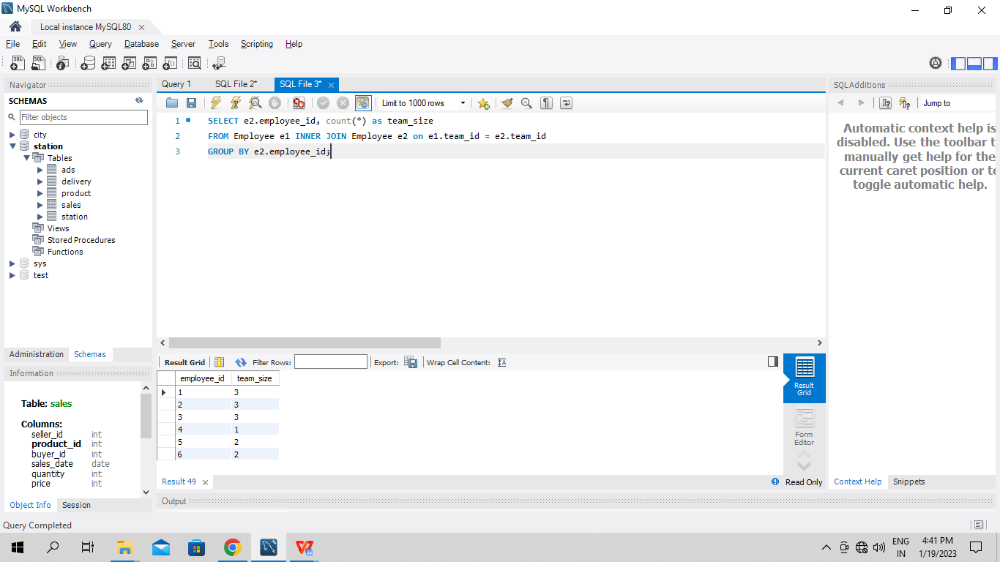 MySQL Workbench
Local instance MySQL80
File Edit View Query Database Server Tools Scripting Help
Navigator
SCHEMAS
Filter objects
city
station
Tables
ads
delivery
product
sales
station
Views
Stored Procedures
Functions
sys
test
Administration Schemas
Information
Table: sales
Columns:
seller_id int
product_id int
buyer_id int
sales_date date
quantity int
price int
Object Info Session
Query 1 SQL File 2* SQL File 3*
Limit to 1000 rows
1 SELECT e2.employee_id, count(*) as team_size
2 FROM Employee e1 INNER JOIN Employee e2 on e1.team_id = e2.team_id
3 GROUP BY e2.employee_id;
Result Grid Filter Rows: Export: Wrap Cell Content:
employee_id team_size
1 3
2 3
3 3
4 1
5 2
6 2
Result Grid
Form Editor
Result 49 Read Only
Output
SQLAdditions
Jump to
Automatic context help is
disabled. Use the toolbar t
manually get help for the
current caret position or to
toggle automatic help.
Context Help Snippets
Query Completed
ENG
IN
4:41 PM
1/19/2023